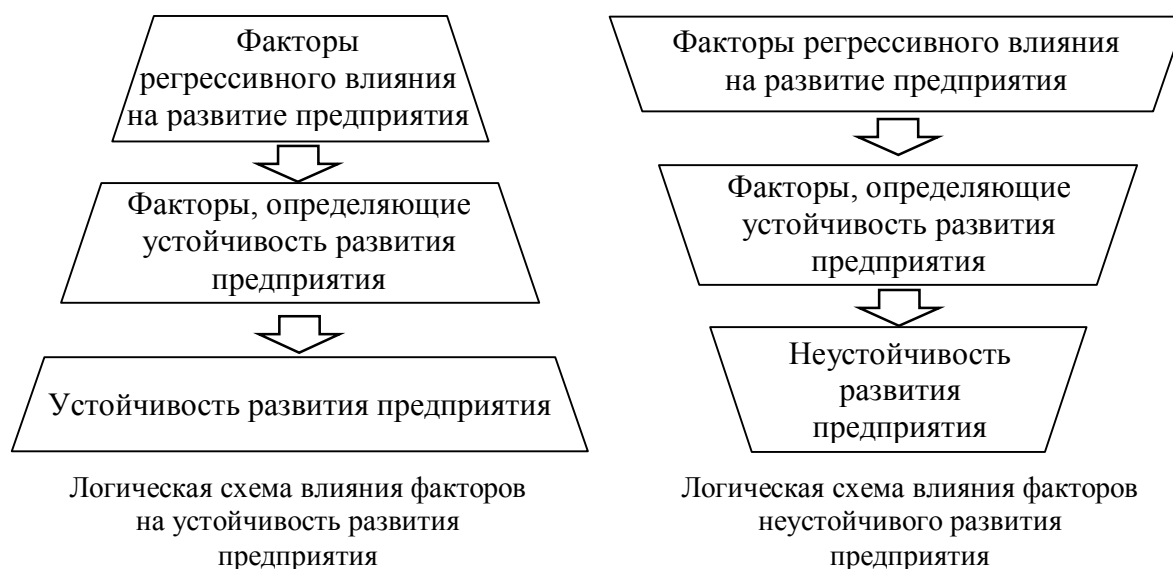 Факторы
регрессивного влияния
на развитие предприятия
Факторы, определяющие
устойчивость развития
предприятия
Устойчивость развития предприятия
Логическая схема влияния факторов
на устойчивость развития
предприятия
Факторы регрессивного влияния
на развитие предприятия
Факторы, определяющие
устойчивость развития
предприятия
Неустойчивость
развития
предприятия
Логическая схема влияния факторов
неустойчивого развития
предприятия